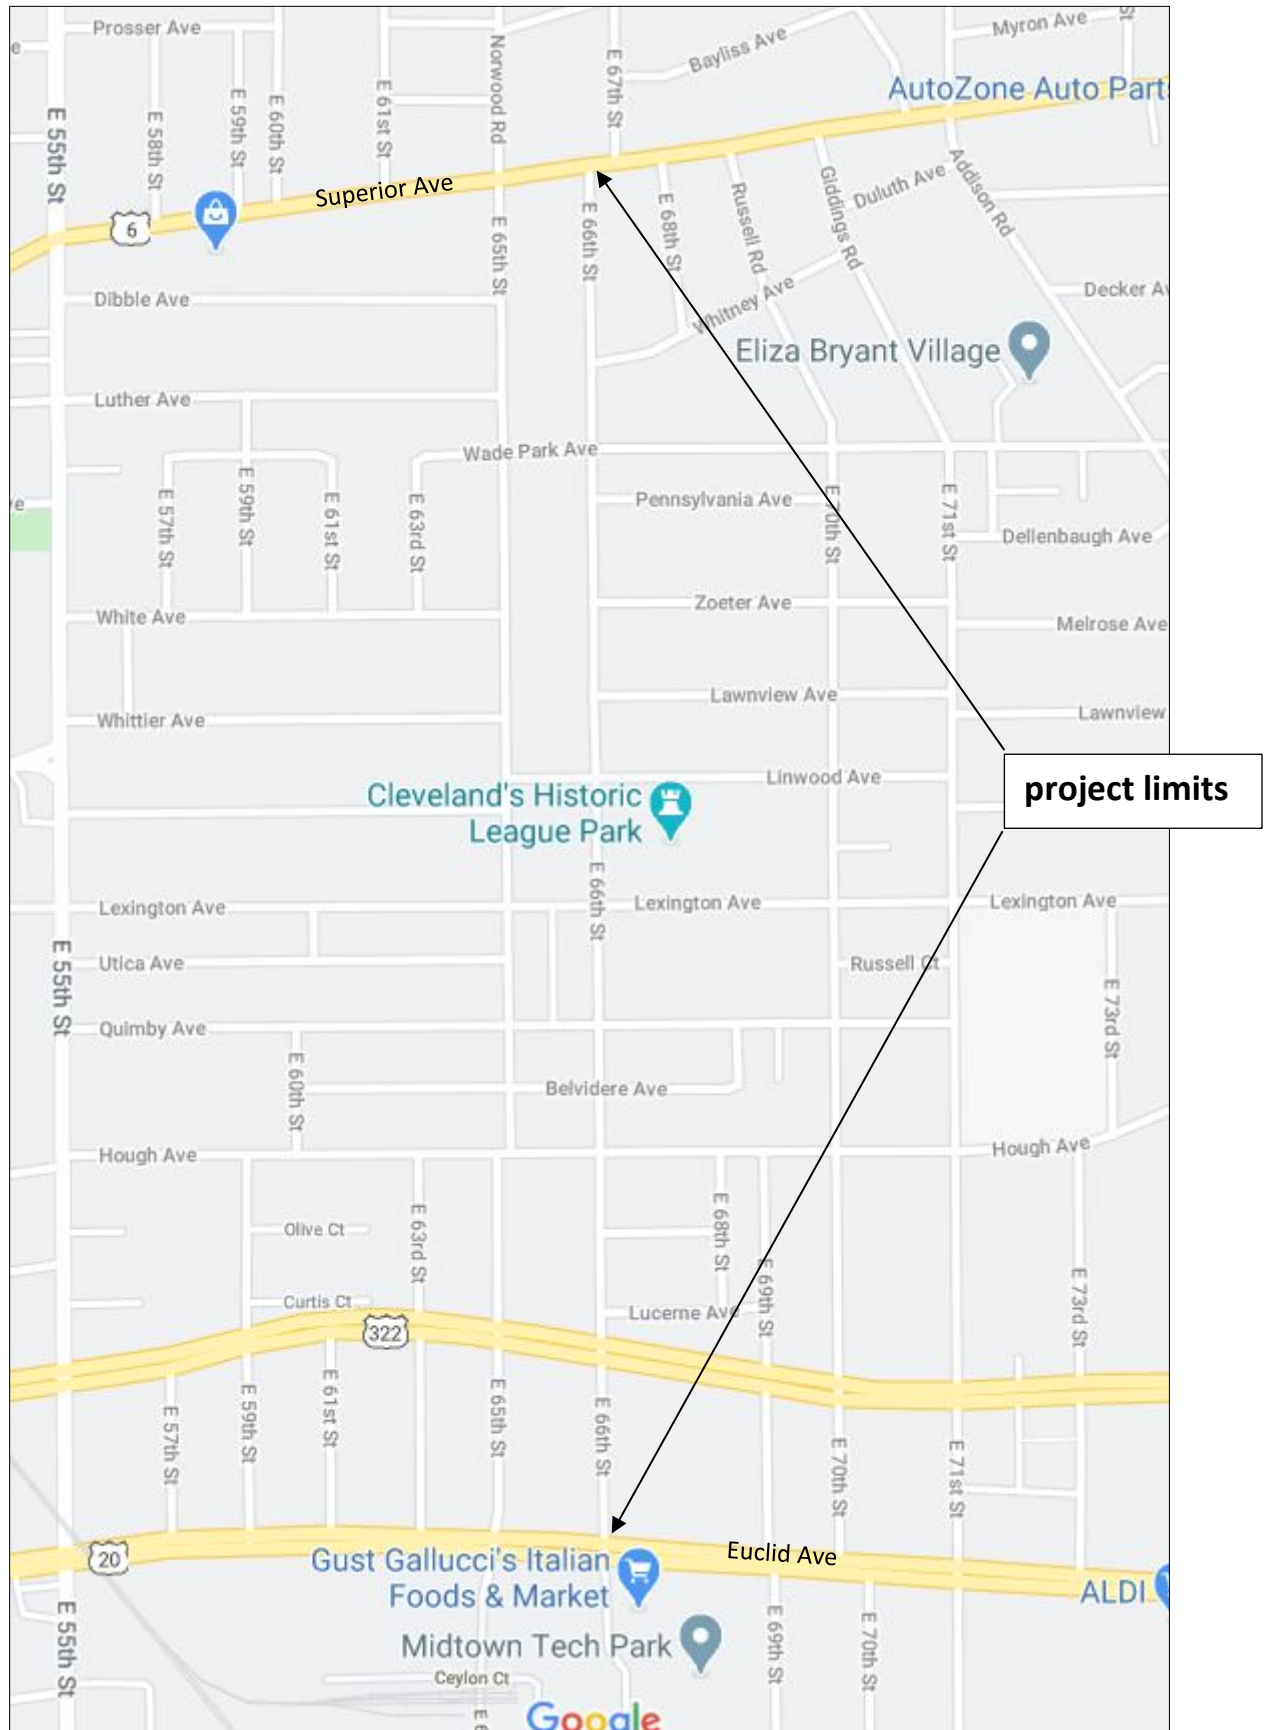 Prosser Ave
Myron Ave
St
e
Bayliss Ave
Norwood Rd
E 67th St
AutoZone Auto Part
E 55th St
E 58th St
E 59th St
E 60th St
E 61st St
Superior Ave
6
E 65th St
E 66th St
E 68th St
Russell Rd
Giddings Rd
Duluth Ave
Addison Rd
Whitney Ave
Dibble Ave
Decker Av
Eliza Bryant Village
Luther Ave
Wade Park Ave
E 57th St
E 59th St
E 61st St
E 63rd St
Pennsylvania Ave
E 70th St
E 71st St
Dellenbaugh Ave
White Ave
Zoeter Ave
Melrose Ave
Lawnview Ave
Lawnview
Whittier Ave
Linwood Ave
project limits
Cleveland's Historic
League Park
E 66th St
Lexington Ave
Lexington Ave
Lexington Ave
E 55th St
Utica Ave
Russell Ct
E 73rd St
Quimby Ave
E 60th St
Belvidere Ave
Hough Ave
Hough Ave
Olive Ct
E 63rd St
E 68th St
E 69th St
E 73rd St
Curtis Ct
Lucerne Ave
322
E 57th St
E 59th St
E 61st St
E 65th St
E 66th St
E 70th St
E 71st St
20
Euclid Ave
Gust Gallucci's Italian
Foods & Market
ALDI
E 55th St
Midtown Tech Park
E 69th St
E 70th St
Ceylon Ct
Google